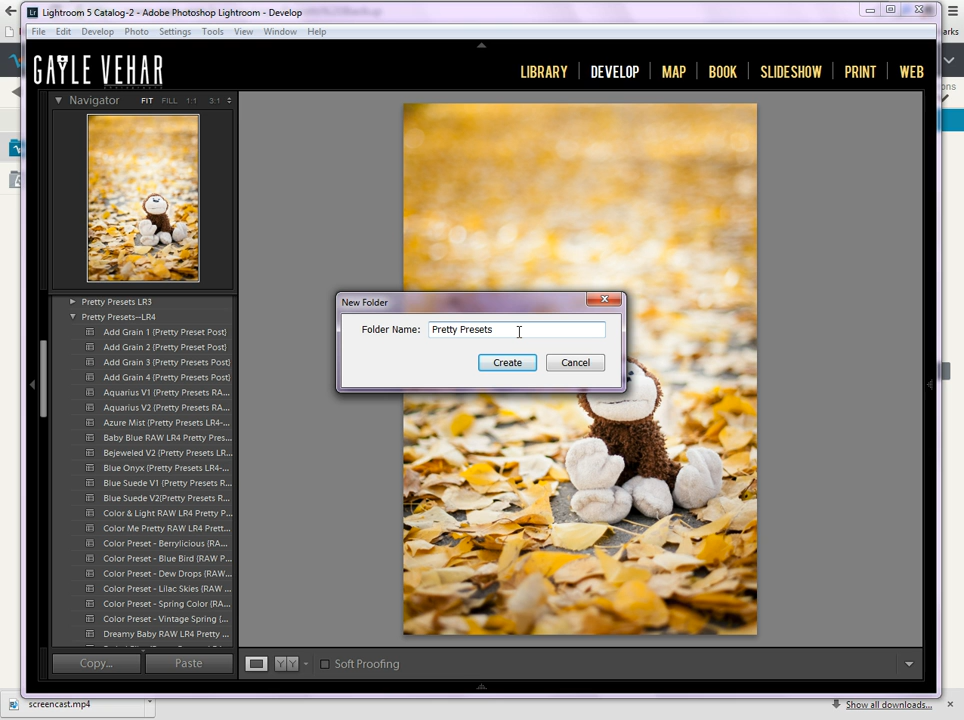 Lightroom 5 Catalog-2 - Adobe Photoshop Lightroom - Develop
File Edit Develop Photo Settings Tools View Window Help
arks
GAYLE VEHAR
LIBRARY | DEVELOP | MAP | BOOK | SLIDESHOW | PRINT | WEB
ons
Navigator FIT FILL 1:1 3:1
Pretty Presets LR3
Pretty Presets--LR4
Add Grain 1 {Pretty Preset Post}
Add Grain 2 {Pretty Preset Post}
Add Grain 3 {Pretty Presets Post}
Add Grain 4 {Pretty Presets Post}
Aquarius V1 {Pretty Presets RA...
Aquarius V2 {Pretty Presets RA...
Azure Mist {Pretty Presets LR4-...
Baby Blue RAW LR4 Pretty Pres...
Bejeweled V2 {Pretty Presets LR...
Blue Onyx {Pretty Presets LR4-...
Blue Suede V1 {Pretty Presets R...
Blue Suede V2{Pretty Presets R...
Color & Light RAW LR4 Pretty P...
Color Me Pretty RAW LR4 Prett...
Color Preset - Berrylicious {RA...
Color Preset - Blue Bird {RAW P...
Color Preset - Dew Drops {RAW...
Color Preset - Lilac Skies {RAW...
Color Preset - Spring Color {RA...
Color Preset - Vintage Spring {...
Dreamy Baby RAW LR4 Pretty ...
New Folder
Folder Name: Pretty Presets
Create Cancel
Copy... Paste
Y Y
Soft Proofing
screencast.mp4
Show all downloads...